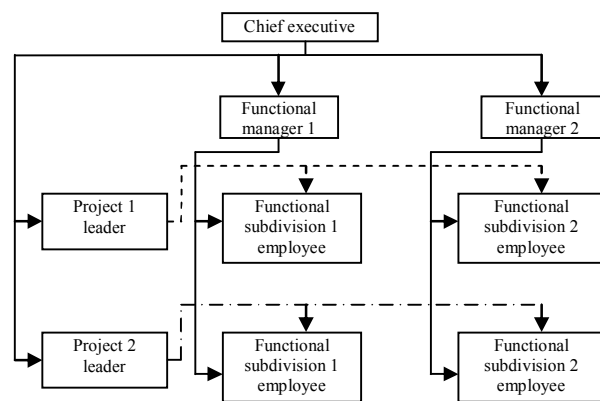 Chief executive
Functional
manager 1
Functional
manager 2
Project 1
leader
Functional
subdivision 1
employee
Functional
subdivision 2
employee
Project 2
leader
Functional
subdivision 1
employee
Functional
subdivision 2
employee